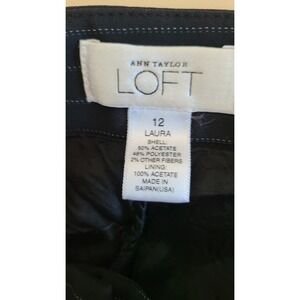 ANN TAYLOR
LOFT
12
LAURA
SHELL:
50% ACETATE
48% POLYESTER
2% OTHER FIBERS
LINING:
100% ACETATE
MADE IN
SAIPAN(USA)